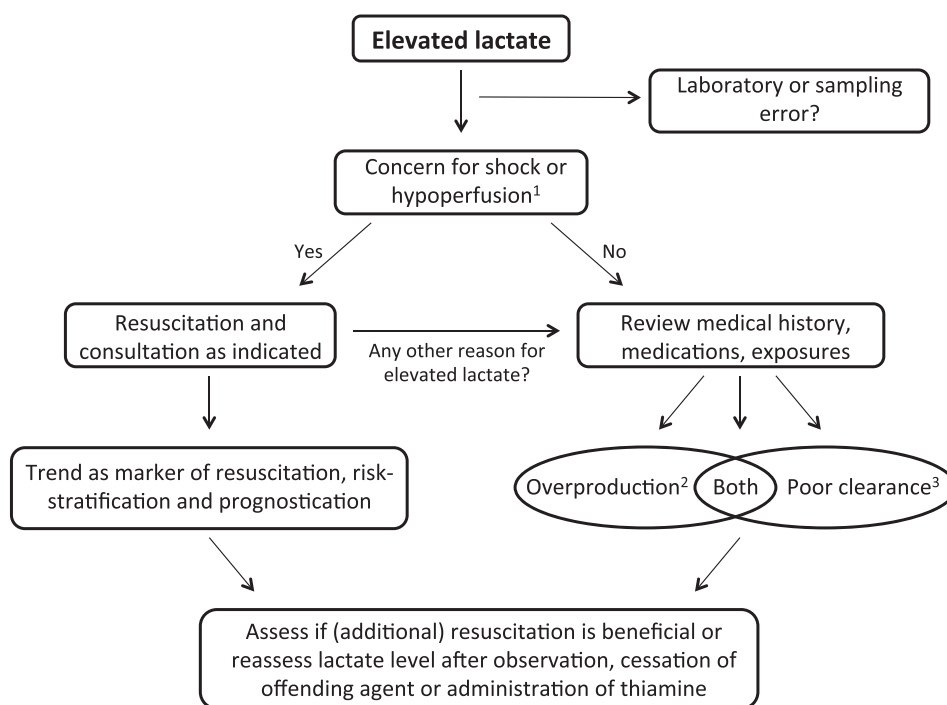 Elevated lactate
Laboratory or sampling
error?
Concern for shock or
hypoperfusion¹
Yes
No
Resuscitation and
consultation as indicated
Any other reason for
elevated lactate?
Review medical history,
medications, exposures
Trend as marker of resuscitation, risk-
stratification and prognostication
Overproduction²
Both
Poor clearance³
Assess if (additional) resuscitation is beneficial or
reassess lactate level after observation, cessation of
offending agent or administration of thiamine